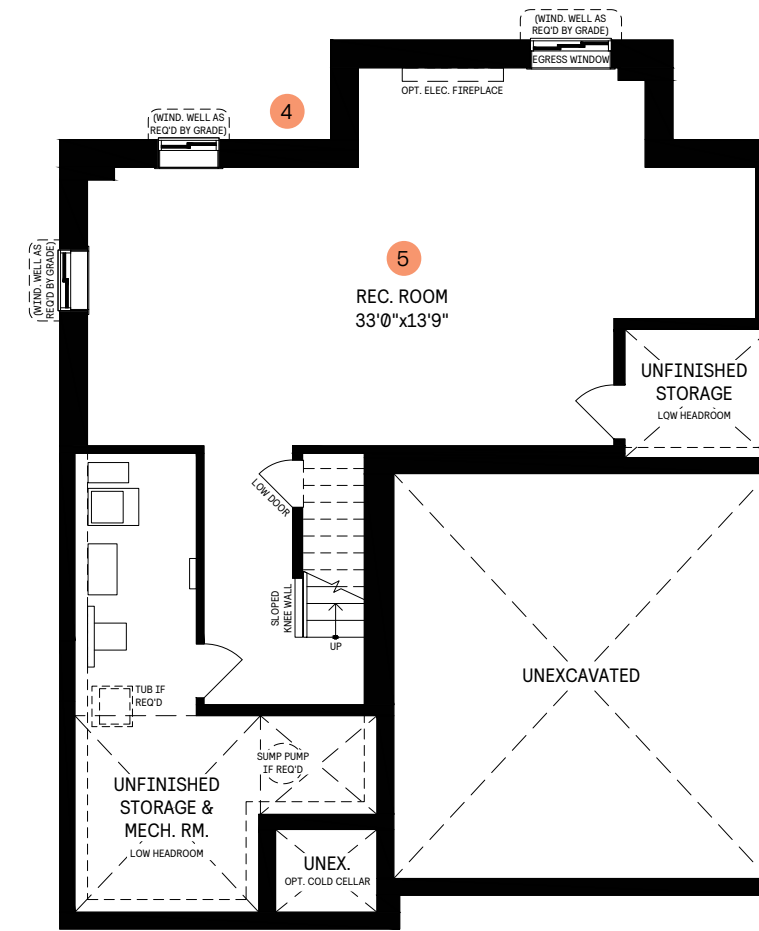 (WIND. WELL AS
REQ'D BY GRADE)
EGRESS WINDOW
OPT. ELEC. FIREPLACE
4
(WIND. WELL AS
REQ'D BY GRADE)
(WIND. WELL AS
REQ'D BY GRADE)
5
REC. ROOM
33'0"x13'9"
UNFINISHED
STORAGE
LOW HEADROOM
LOW DOOR
SLOPED
KNEE WALL
UP
UNEXCAVATED
TUB IF
REQ'D
SUMP PUMP
IF REQ'D
UNFINISHED
STORAGE &
MECH. RM.
LOW HEADROOM
UNEX.
OPT. COLD CELLAR